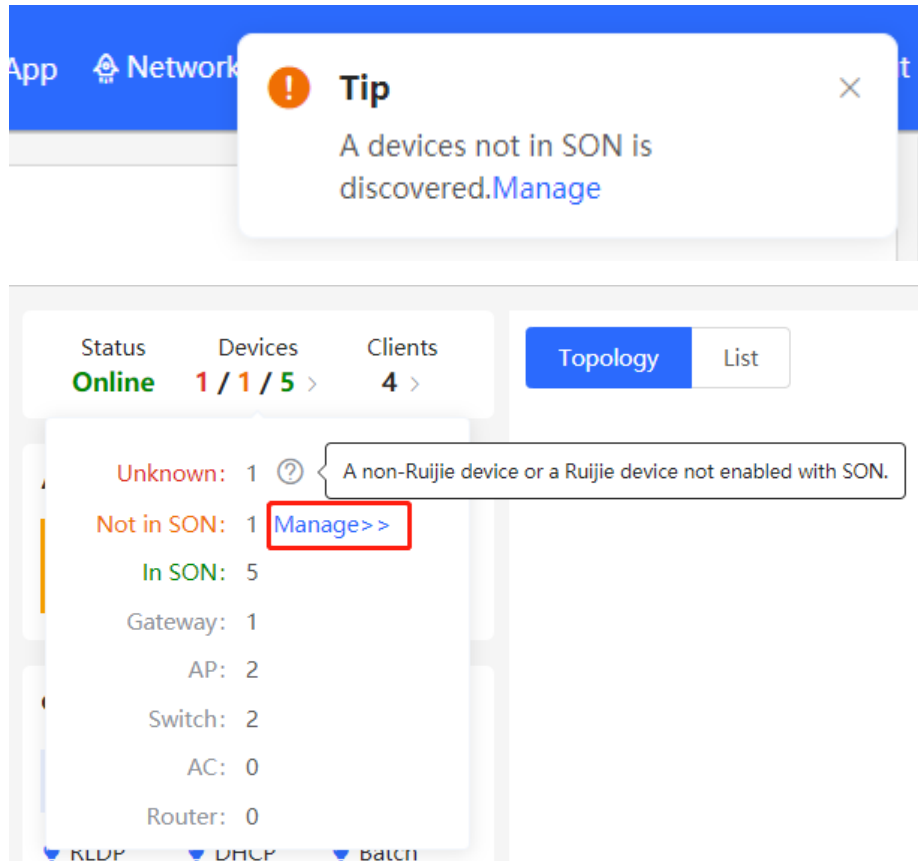 App Network
Tip
A devices not in SON is
discovered.Manage
Status Devices Clients
Online 1 / 1 / 5 > 4 >
Topology List
Unknown: 1 ? A non-Ruijie device or a Ruijie device not enabled with SON.
Not in SON: 1 Manage>>
In SON: 5
Gateway: 1
AP: 2
Switch: 2
AC: 0
Router: 0
RLDP DHCP Batch